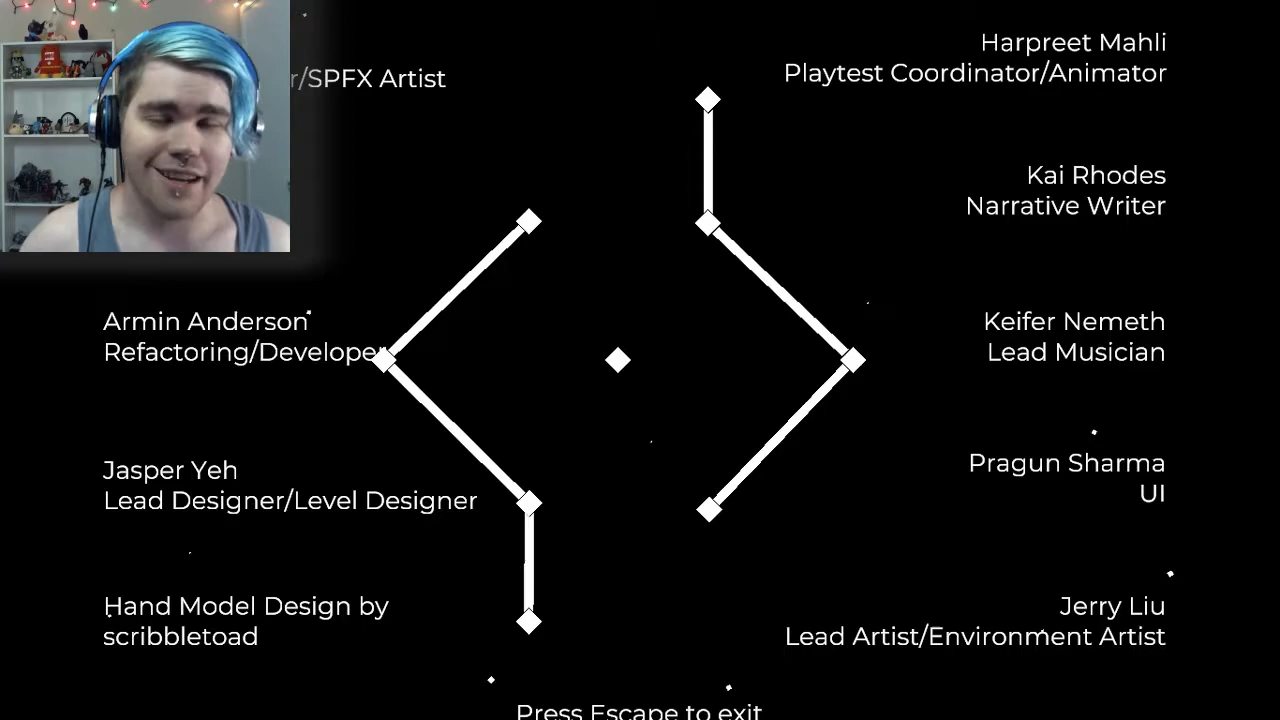 r/SPFX Artist
Harpreet Mahli
Playtest Coordinator/Animator
Kai Rhodes
Narrative Writer
Armin Anderson
Refactoring/Developer
Keifer Nemeth
Lead Musician
Jasper Yeh
Lead Designer/Level Designer
Pragun Sharma
UI
Hand Model Design by
scribbletoad
Jerry Liu
Lead Artist/Environment Artist
Press Escape to exit